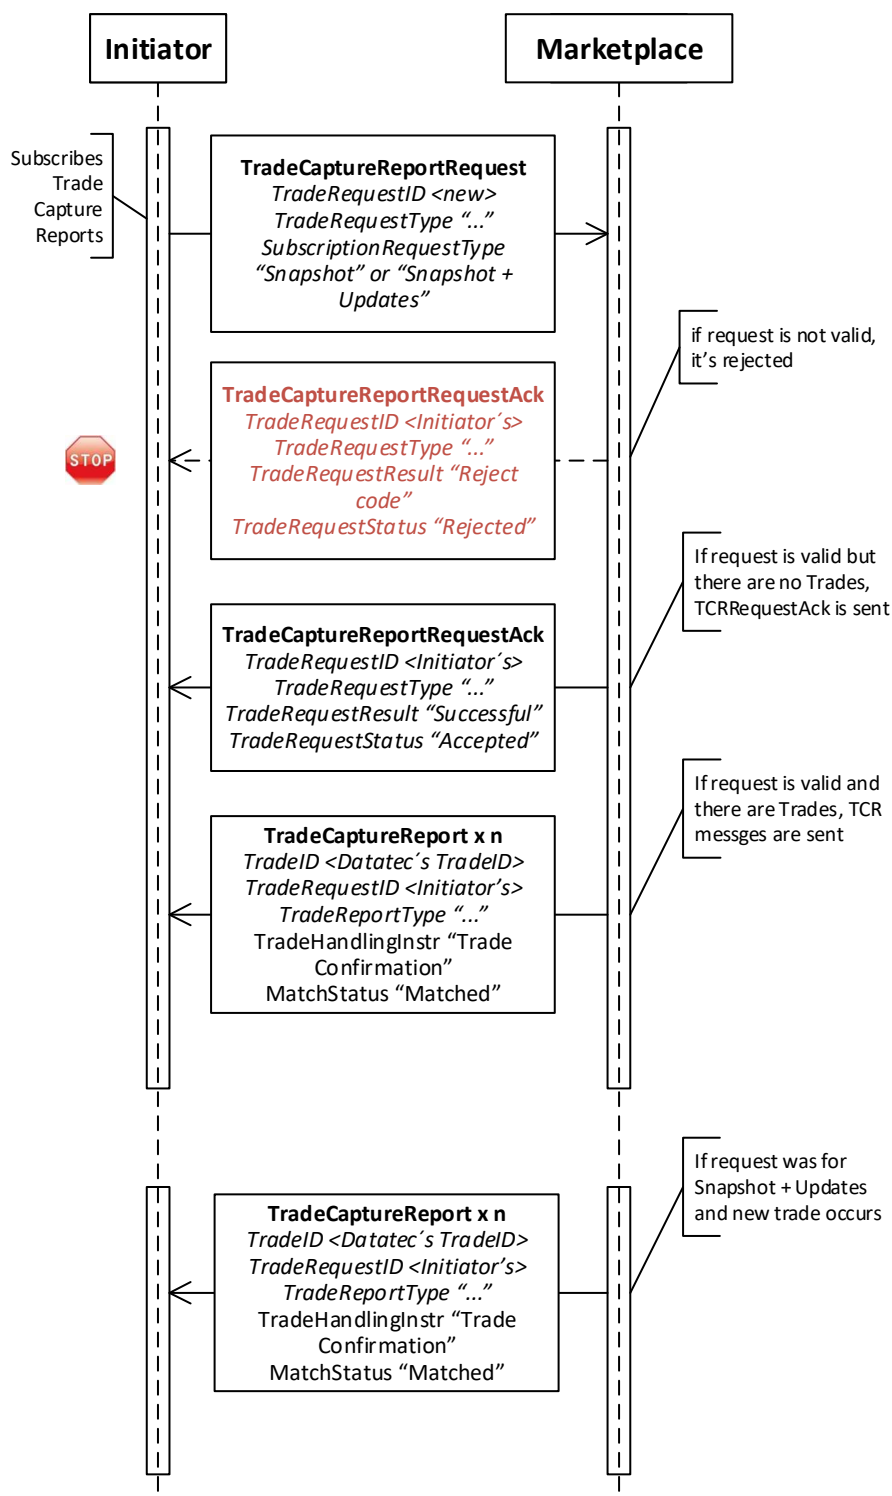 Initiator
Marketplace
Subscribes
Trade
Capture
Reports
TradeCaptureReportRequest
TradeRequestID <new>
TradeRequestType “...”
SubscriptionRequestType
“Snapshot” or “Snapshot +
Updates”
if request is not valid,
it’s rejected
TradeCaptureReportRequestAck
TradeRequestID <Initiator´s>
TradeRequestType “...”
TradeRequestResult “Reject
code”
TradeRequestStatus “Rejected”
STOP
If request is valid but
there are no Trades,
TCRRequestAck is sent
TradeCaptureReportRequestAck
TradeRequestID <Initiator´s>
TradeRequestType “...”
TradeRequestResult “Successful”
TradeRequestStatus “Accepted”
If request is valid and
there are Trades, TCR
messges are sent
TradeCaptureReport x n
TradeID <Datatec´s TradeID>
TradeRequestID <Initiator’s>
TradeReportType “...”
TradeHandlingInstr “Trade
Confirmation”
MatchStatus “Matched”
If request was for
Snapshot + Updates
and new trade occurs
TradeCaptureReport x n
TradeID <Datatec´s TradeID>
TradeRequestID <Initiator’s>
TradeReportType “...”
TradeHandlingInstr “Trade
Confirmation”
MatchStatus “Matched”